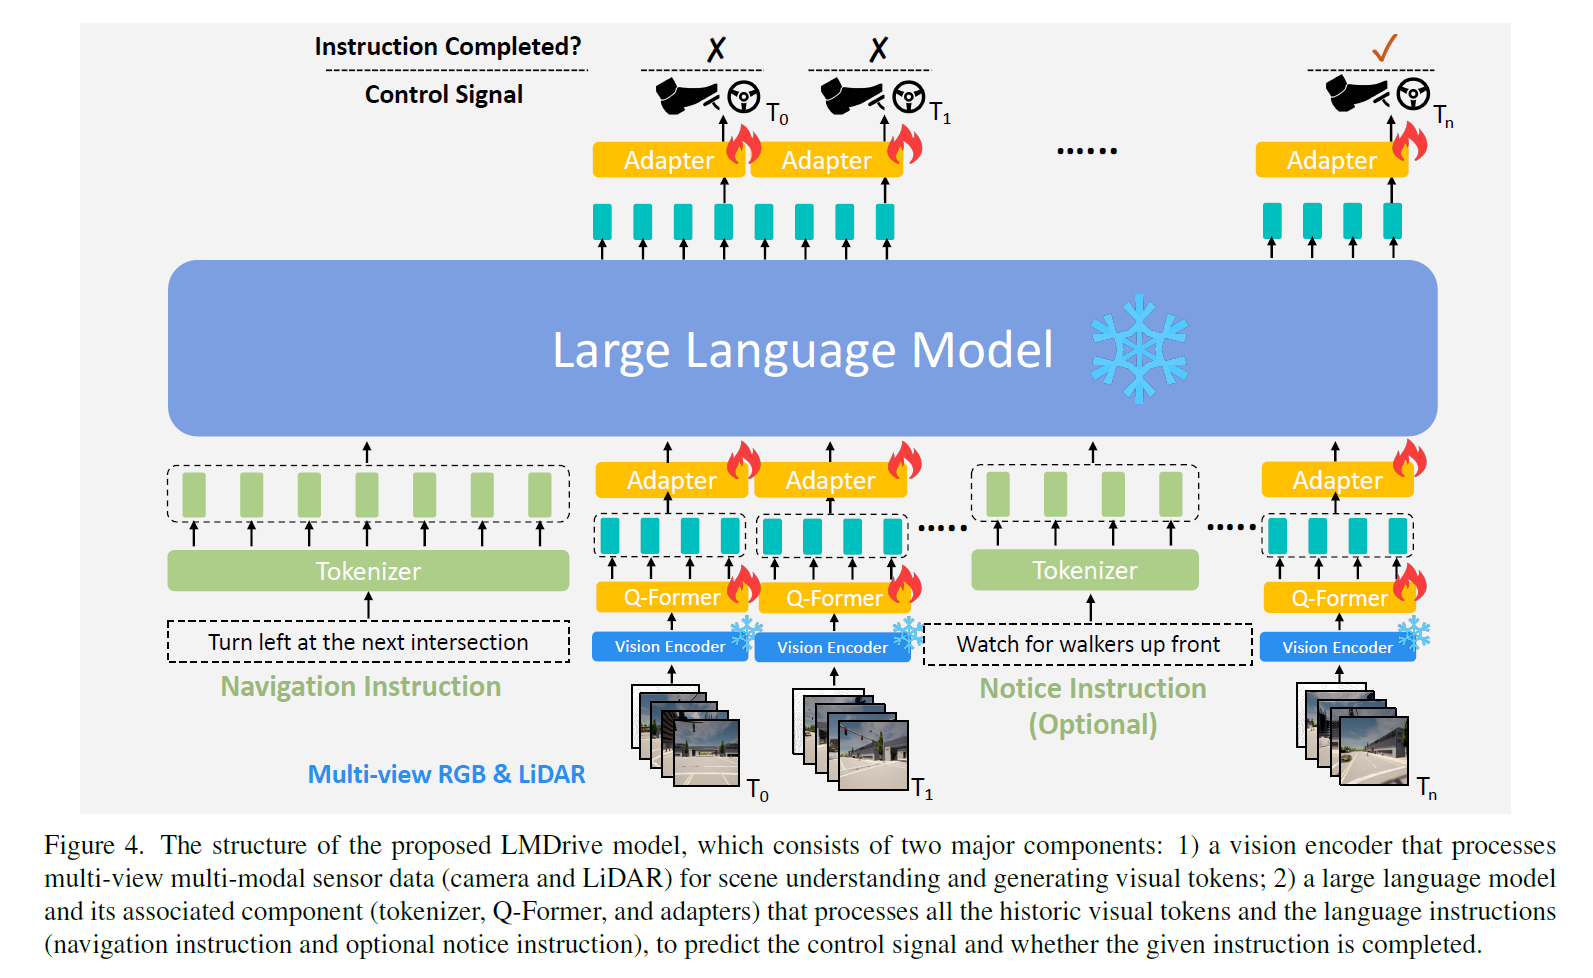 Instruction Completed? ✗ ✗ ✓
Control Signal
T0 T1 Tn
Adapter Adapter ...... Adapter
Large Language Model
Adapter Adapter Adapter
..... .....
Tokenizer Q-Former Q-Former Tokenizer Q-Former
Turn left at the next intersection Vision Encoder Vision Encoder Watch for walkers up front Vision Encoder
Navigation Instruction Notice Instruction
(Optional)
Multi-view RGB & LiDAR T0 T1 Tn
Figure 4. The structure of the proposed LMDrive model, which consists of two major components: 1) a vision encoder that processes
multi-view multi-modal sensor data (camera and LiDAR) for scene understanding and generating visual tokens; 2) a large language model
and its associated component (tokenizer, Q-Former, and adapters) that processes all the historic visual tokens and the language instructions
(navigation instruction and optional notice instruction), to predict the control signal and whether the given instruction is completed.